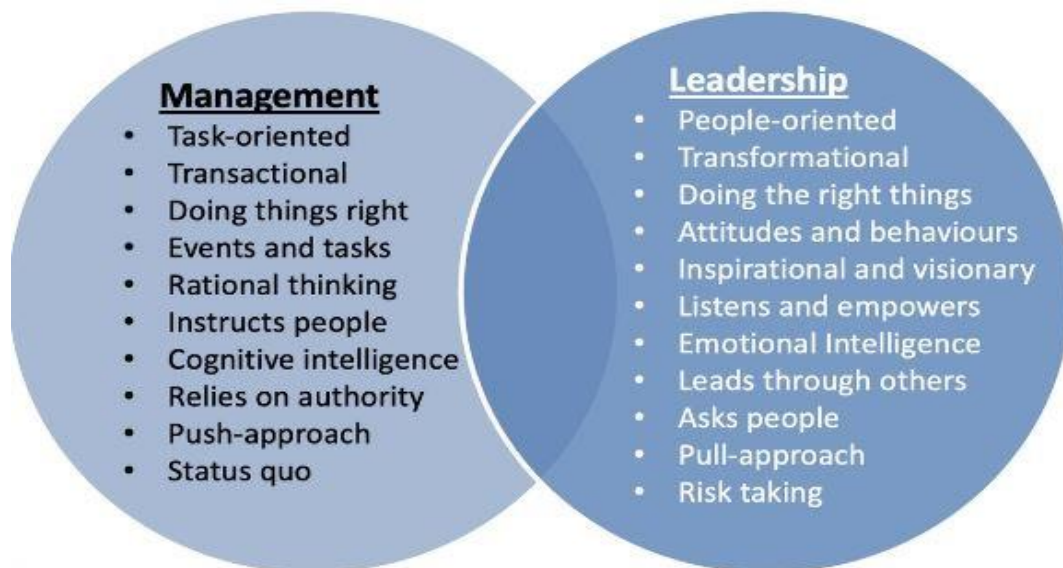 Management
• Task-oriented
• Transactional
• Doing things right
• Events and tasks
• Rational thinking
• Instructs people
• Cognitive intelligence
• Relies on authority
• Push-approach
• Status quo
Leadership
• People-oriented
• Transformational
• Doing the right things
• Attitudes and behaviours
• Inspirational and visionary
• Listens and empowers
• Emotional Intelligence
• Leads through others
• Asks people
• Pull-approach
• Risk taking